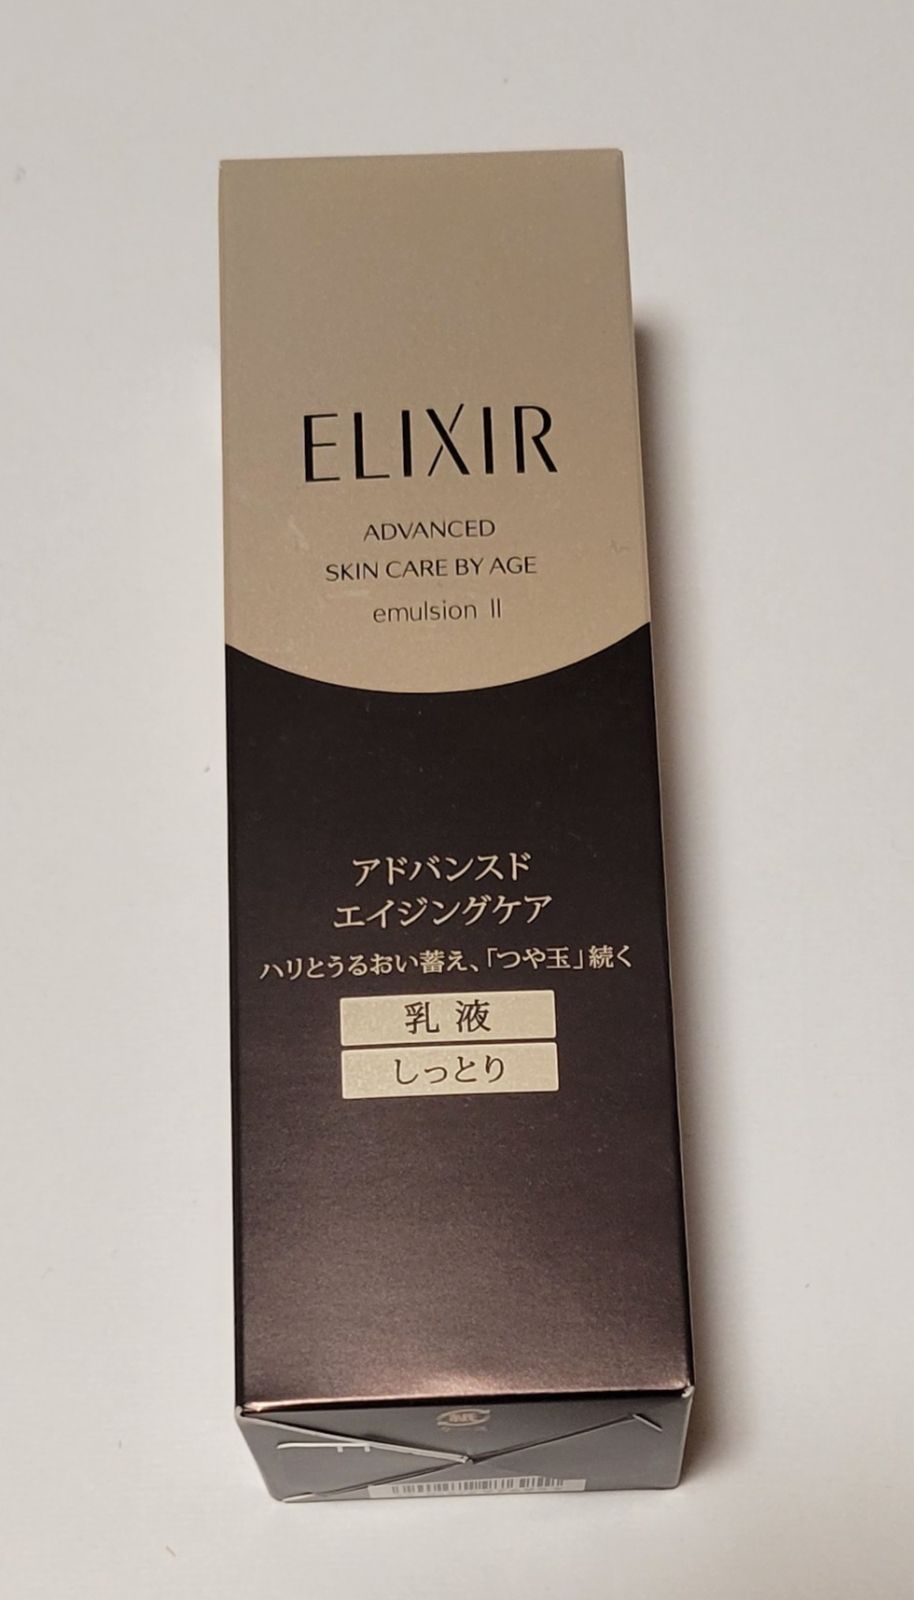 ELIXIR
ADVANCED
SKIN CARE BY AGE
emulsion II
アドバンスド
エイジングケア
ハリとうるおい蓄え、「つや玉」続く
乳液
しっとり